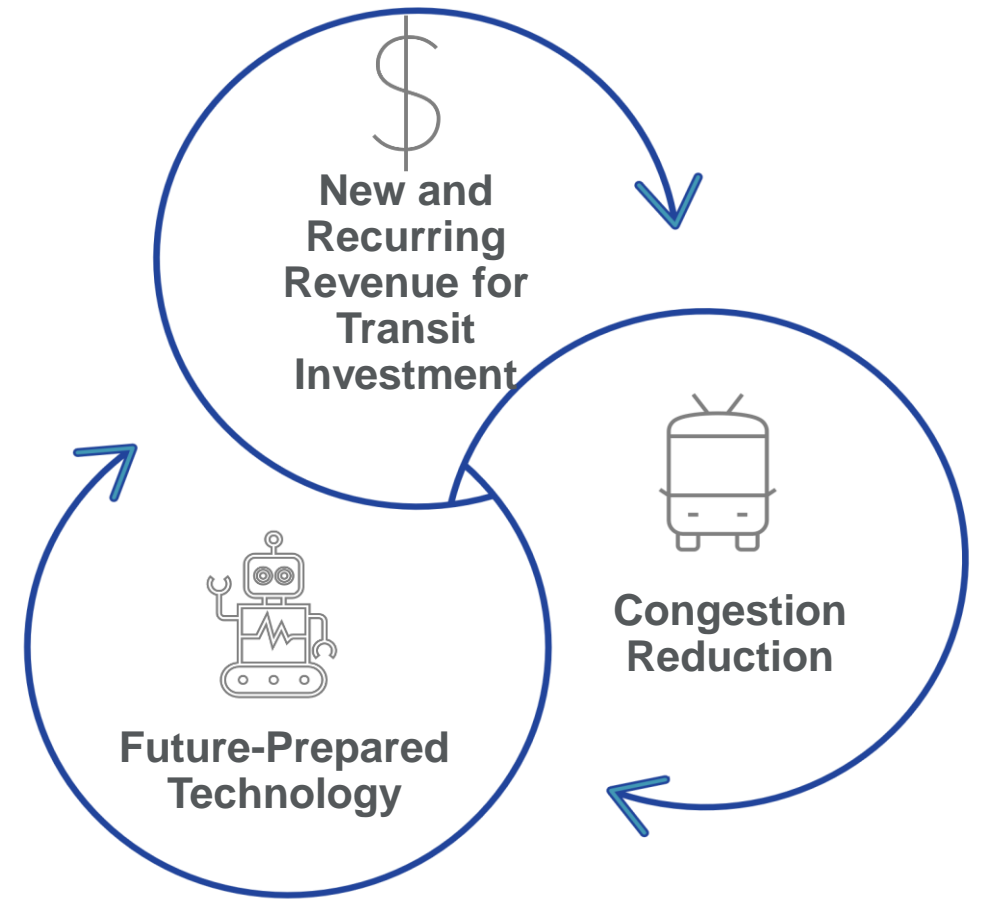 New and
Recurring
Revenue for
Transit
Investment
Congestion
Reduction
Future-Prepared
Technology